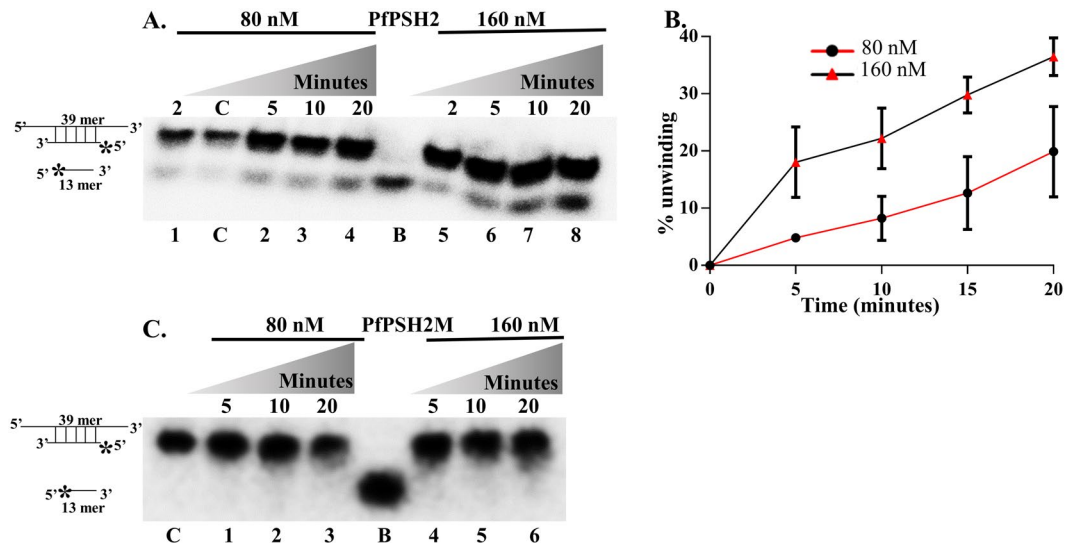 A.
80 nM PfPSH2 160 nM
Minutes Minutes
2 C 5 10 20 2 5 10 20
5’ 39 mer 3’
3’ *5’
5’ * 3’
13 mer
1 C 2 3 4 B 5 6 7 8
B.
80 nM
160 nM
% unwinding
40
30
20
10
0
0 5 10 15 20
Time (minutes)
C.
80 nM PfPSH2M 160 nM
Minutes Minutes
5 10 20 5 10 20
5’ 39 mer 3’
3’ *5’
5’ * 3’
13 mer
C 1 2 3 B 4 5 6